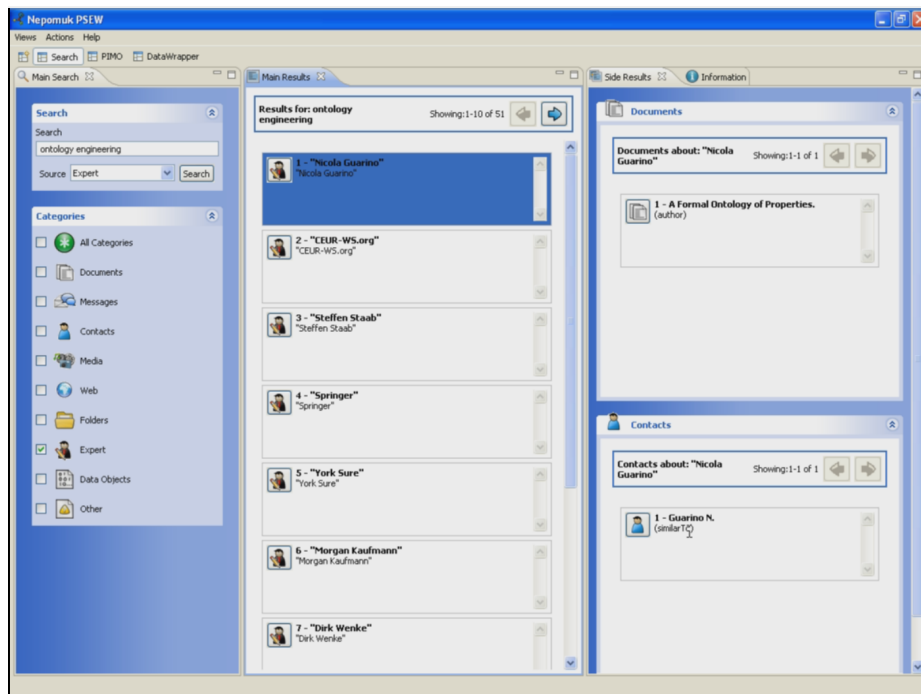 Nepomuk PSEW
Views Actions Help
Search PIMO DataWrapper
Main Search
Search
Search
ontology engineering
Source Expert Search
Categories
All Categories
Documents
Messages
Contacts
Media
Web
Folders
Expert
Data Objects
Other
Main Results
Results for: ontology
engineering
Showing:1-10 of 51
1 - "Nicola Guarino"
"Nicola Guarino"
2 - "CEUR-WS.org"
"CEUR-WS.org"
3 - "Steffen Staab"
"Steffen Staab"
4 - "Springer"
"Springer"
5 - "York Sure"
"York Sure"
6 - "Morgan Kaufmann"
"Morgan Kaufmann"
7 - "Dirk Wenke"
"Dirk Wenke"
Side Results Information
Documents
Documents about: "Nicola
Guarino"
Showing:1-1 of 1
1 - A Formal Ontology of Properties.
(author)
Contacts
Contacts about: "Nicola
Guarino"
Showing:1-1 of 1
1 - Guarino N.
(similarTo)